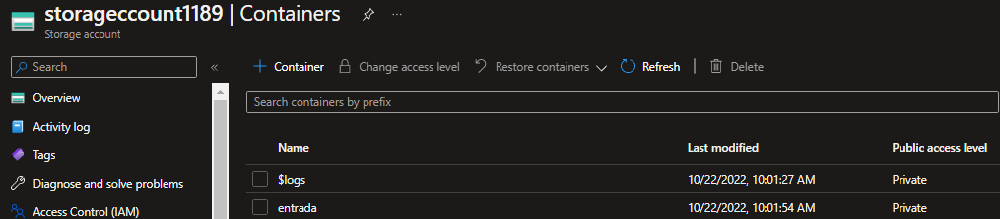 storageccount1189 | Containers ...
Storage account
Search «
+ Container Change access level Restore containers Refresh | Delete
Overview
Search containers by prefix
Activity log
Tags
Name Last modified Public access level
Diagnose and solve problems
$logs 10/22/2022, 10:01:27 AM Private
Access Control (IAM)
entrada 10/22/2022, 10:01:54 AM Private